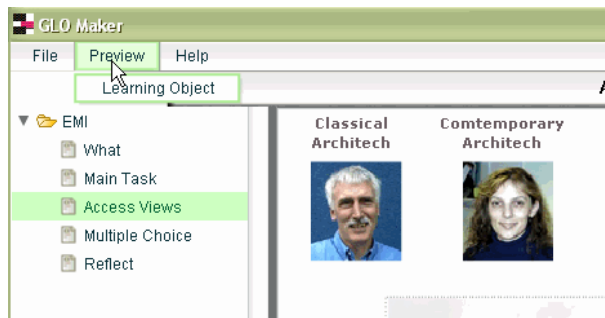 GLO Maker
File Preview Help
Learning Object
EMI
What
Main Task
Access Views
Multiple Choice
Reflect
Classical
Architech
Comtemporary
Architech